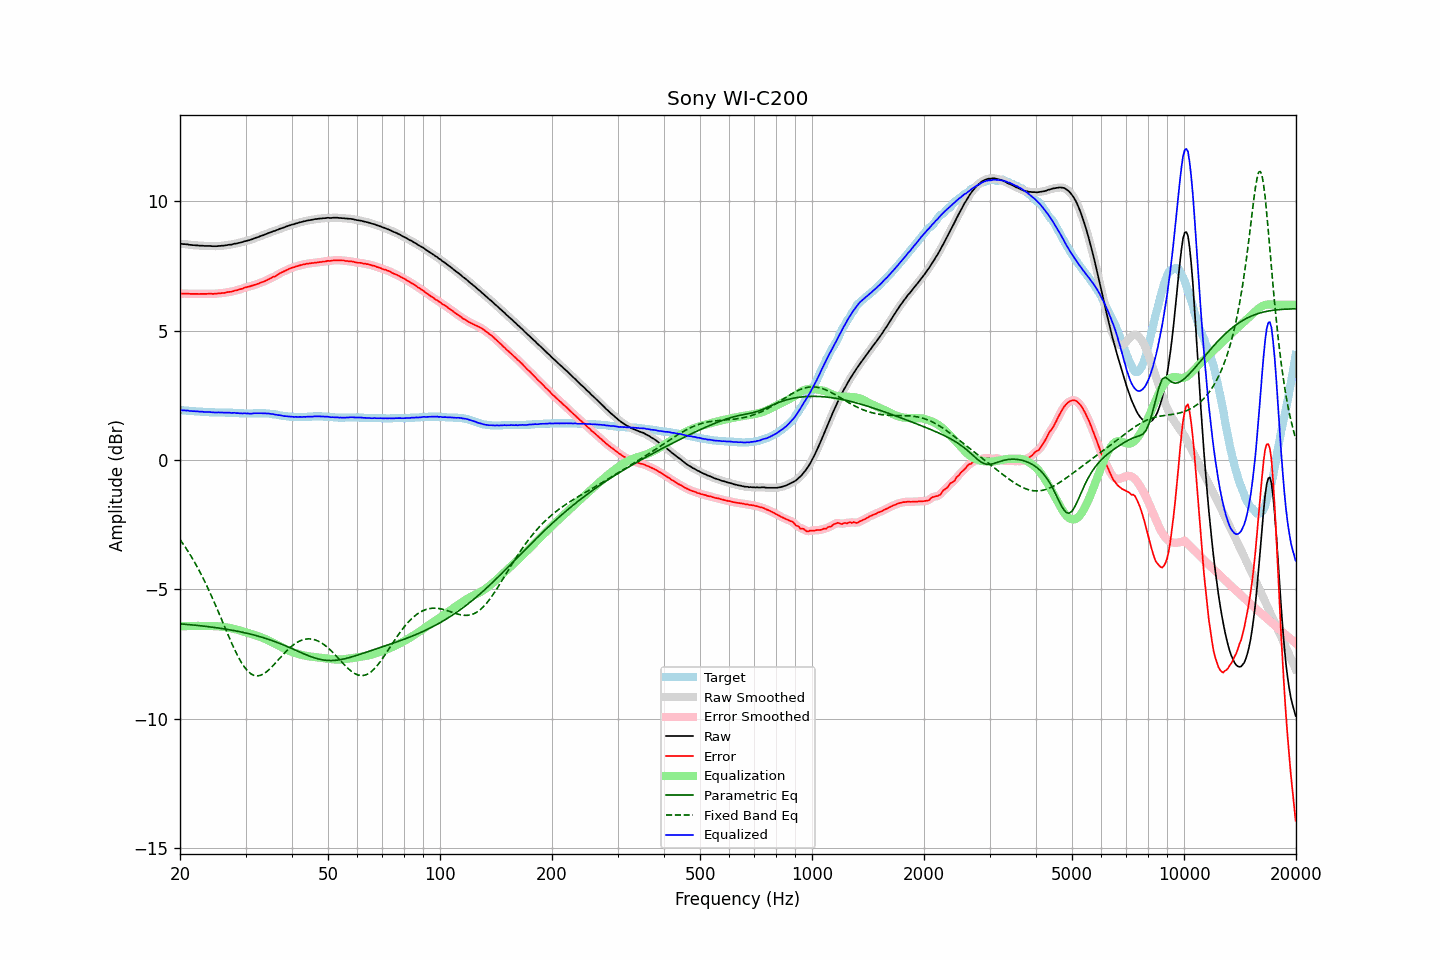 Sony WI-C200
Amplitude (dBr)
10
5
0
−5
−10
−15
Target
Raw Smoothed
Error Smoothed
Raw
Error
Equalization
Parametric Eq
Fixed Band Eq
Equalized
20
50
100
200
500
1000
2000
5000
10000
20000
Frequency (Hz)